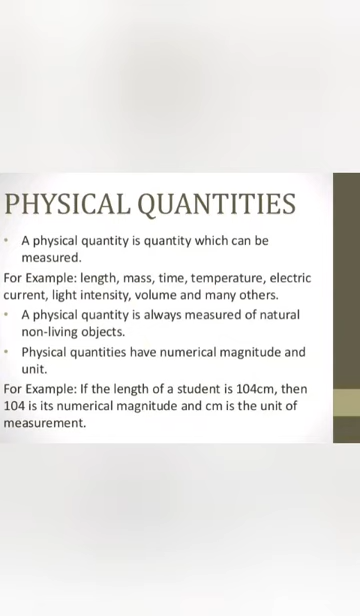 PHYSICAL QUANTITIES
• A physical quantity is quantity which can be
measured.
For Example: length, mass, time, temperature, electric
current, light intensity, volume and many others.
• A physical quantity is always measured of natural
non-living objects.
• Physical quantities have numerical magnitude and
unit.
For Example: If the length of a student is 104cm, then
104 is its numerical magnitude and cm is the unit of
measurement.